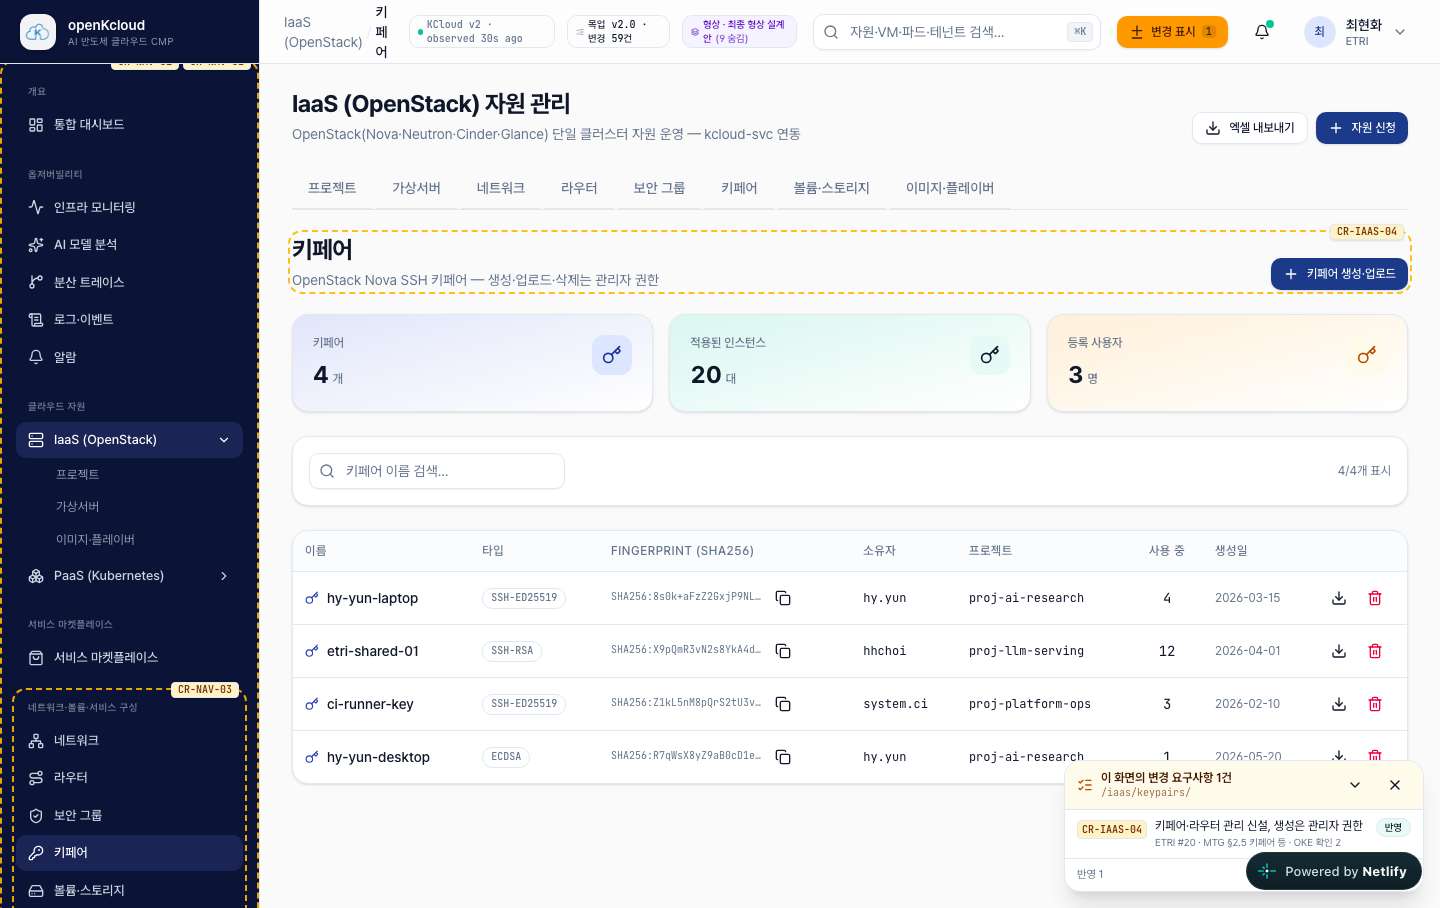 openKcloud
AI 반도체 클라우드 CMP
IaaS (OpenStack) / 키페어
KCloud v2 · observed 30s ago
목업 v2.0 · 변경 59건
형상 · 최종 형상 설계안 (9 숨김)
자원·VM·파드·테넌트 검색...
⌘K
변경 표시 1
최
최현화
ETRI
개요
통합 대시보드
옵저버빌리티
인프라 모니터링
AI 모델 분석
분산 트레이스
로그·이벤트
알람
클라우드 자원
IaaS (OpenStack)
프로젝트
가상서버
이미지·플레이버
PaaS (Kubernetes)
서비스 마켓플레이스
서비스 마켓플레이스
CR-NAV-03
네트워크·볼륨·서비스 구성
네트워크
라우터
보안 그룹
키페어
볼륨·스토리지
IaaS (OpenStack) 자원 관리
OpenStack(Nova·Neutron·Cinder·Glance) 단일 클러스터 자원 운영 — kcloud-svc 연동
엑셀 내보내기
자원 신청
프로젝트 가상서버 네트워크 라우터 보안 그룹 키페어 볼륨·스토리지 이미지·플레이버
CR-IAAS-04
키페어
OpenStack Nova SSH 키페어 — 생성·업로드·삭제는 관리자 권한
키페어 생성·업로드
키페어
4 개
적용된 인스턴스
20 대
등록 사용자
3 명
키페어 이름 검색...
4/4개 표시
이름 타입 FINGERPRINT (SHA256) 소유자 프로젝트 사용 중 생성일
hy-yun-laptop SSH-ED25519 SHA256:8s0k+aFzZ2GxjP9NL… hy.yun proj-ai-research 4 2026-03-15
etri-shared-01 SSH-RSA SHA256:X9pQmR3vN2s8YkA4d… hhchoi proj-llm-serving 12 2026-04-01
ci-runner-key SSH-ED25519 SHA256:Z1kL5nM8pQrS2tU3v… system.ci proj-platform-ops 3 2026-02-10
hy-yun-desktop ECDSA SHA256:R7qWsX8yZ9aB0cD1e… hy.yun proj-ai-research 1 2026-05-20
이 화면의 변경 요구사항 1건
/iaas/keypairs/
CR-IAAS-04 키페어·라우터 관리 신설, 생성은 관리자 권한 반영
ETRI #20 · MTG §2.5 키페어 등 · OKE 확인 2
반영 1
Powered by Netlify